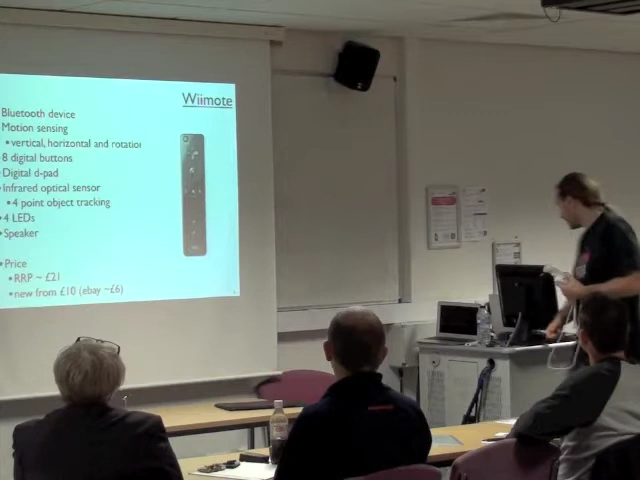 Wiimote
Bluetooth device
Motion sensing
•vertical, horizontal and rotation
8 digital buttons
Digital d-pad
Infrared optical sensor
•4 point object tracking
•4 LEDs
•Speaker
•Price
•RRP ~ £21
•new from £10 (ebay ~£6)